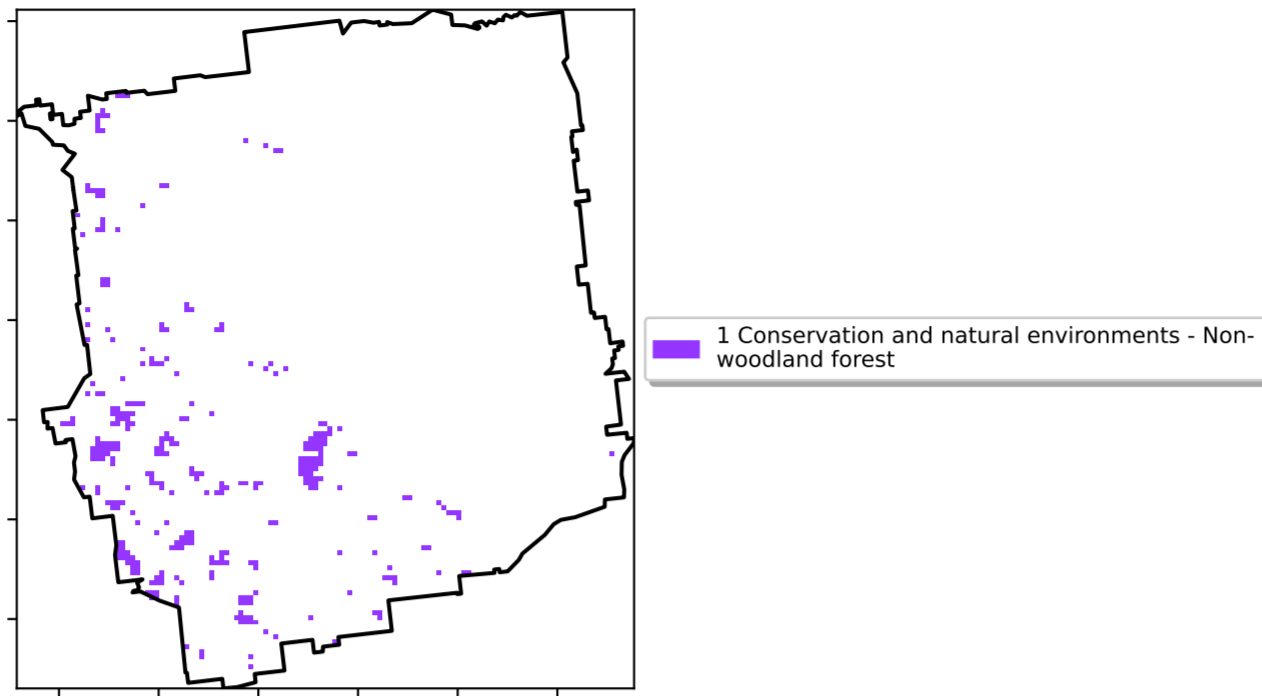 1 Conservation and natural environments - Non-
woodland forest